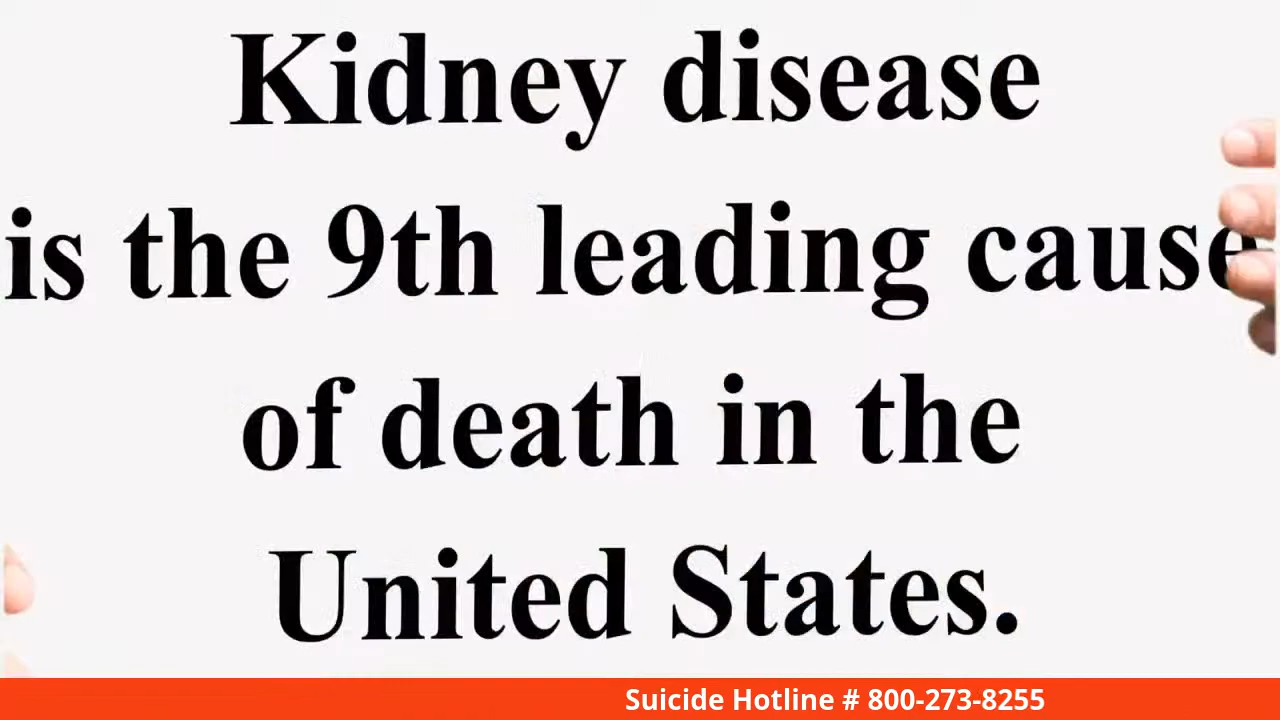 Kidney disease
is the 9th leading cause
of death in the
United States.
Suicide Hotline # 800-273-8255